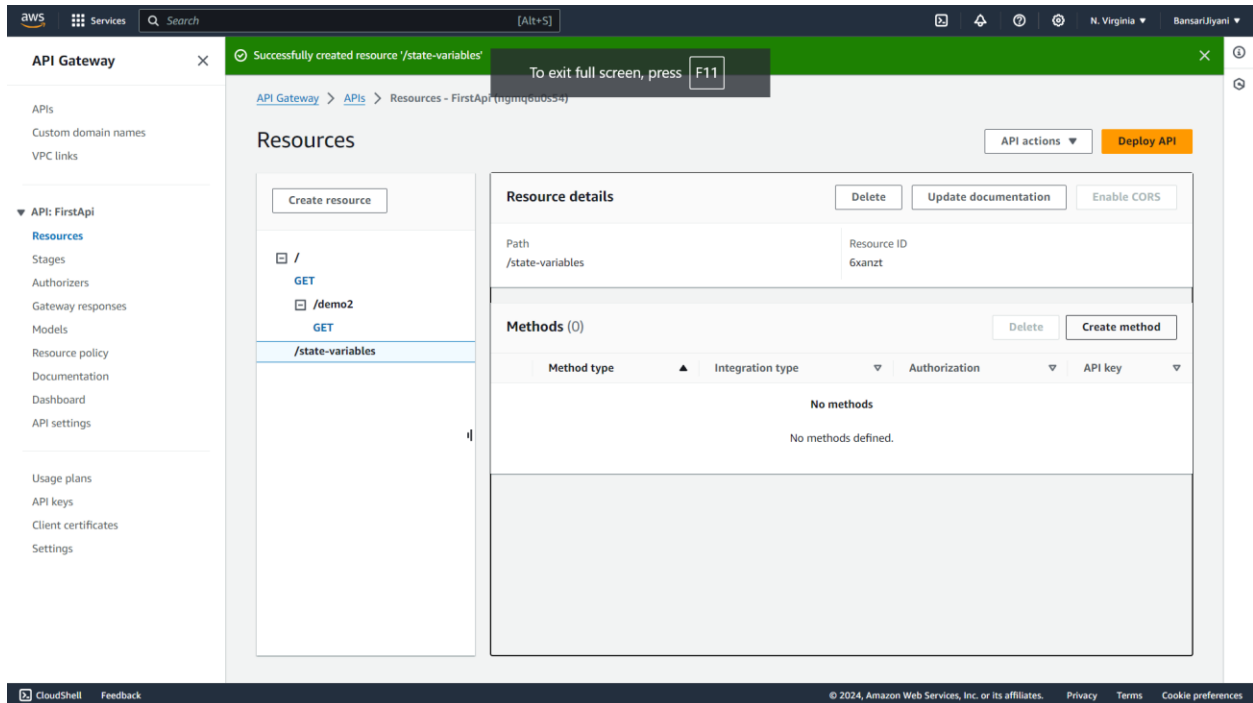 aws Services Search [Alt+S] N. Virginia BansariJiyani
API Gateway
APIs
Custom domain names
VPC links
API: FirstApi
Resources
Stages
Authorizers
Gateway responses
Models
Resource policy
Documentation
Dashboard
API settings
Usage plans
API keys
Client certificates
Settings
Successfully created resource '/state-variables'
To exit full screen, press F11
API Gateway > APIs > Resources - FirstApi
Resources
API actions Deploy API
Create resource
/
GET
/demo2
GET
/state-variables
Resource details Delete Update documentation Enable CORS
Path
/state-variables
Resource ID
6xanzt
Methods (0) Delete Create method
Method type Integration type Authorization API key
No methods
No methods defined.
CloudShell Feedback © 2024, Amazon Web Services, Inc. or its affiliates. Privacy Terms Cookie preferences